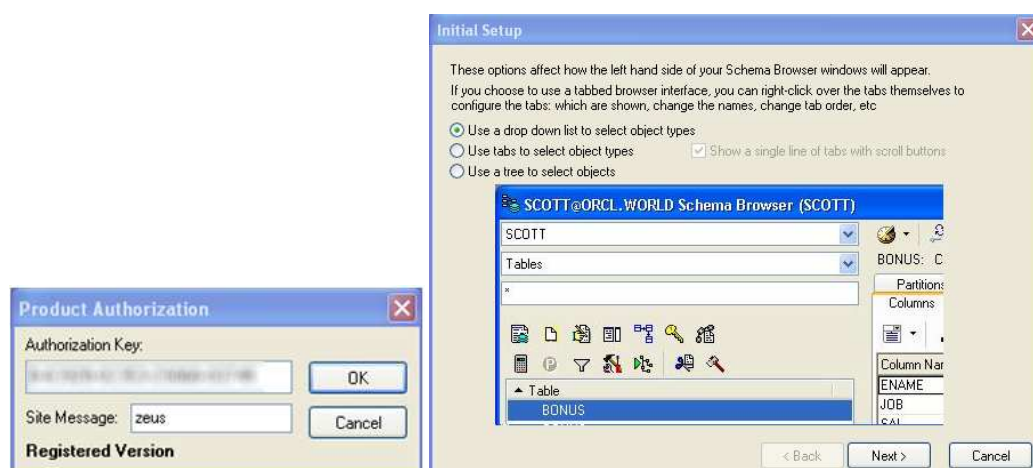 Product Authorization
Authorization Key:
OK
Site Message: zeus
Cancel
Registered Version
Initial Setup
These options affect how the left hand side of your Schema Browser windows will appear.
If you choose to use a tabbed browser interface, you can right-click over the tabs themselves to
configure the tabs: which are shown, change the names, change tab order, etc
Use a drop down list to select object types
Use tabs to select object types Show a single line of tabs with scroll buttons
Use a tree to select objects
SCOTT@ORCL.WORLD Schema Browser (SCOTT)
SCOTT
Tables
BONUS: C
*
Partitions
Columns
Table
Column Nar
BONUS
ENAME
JOB
SAL
< Back Next > Cancel